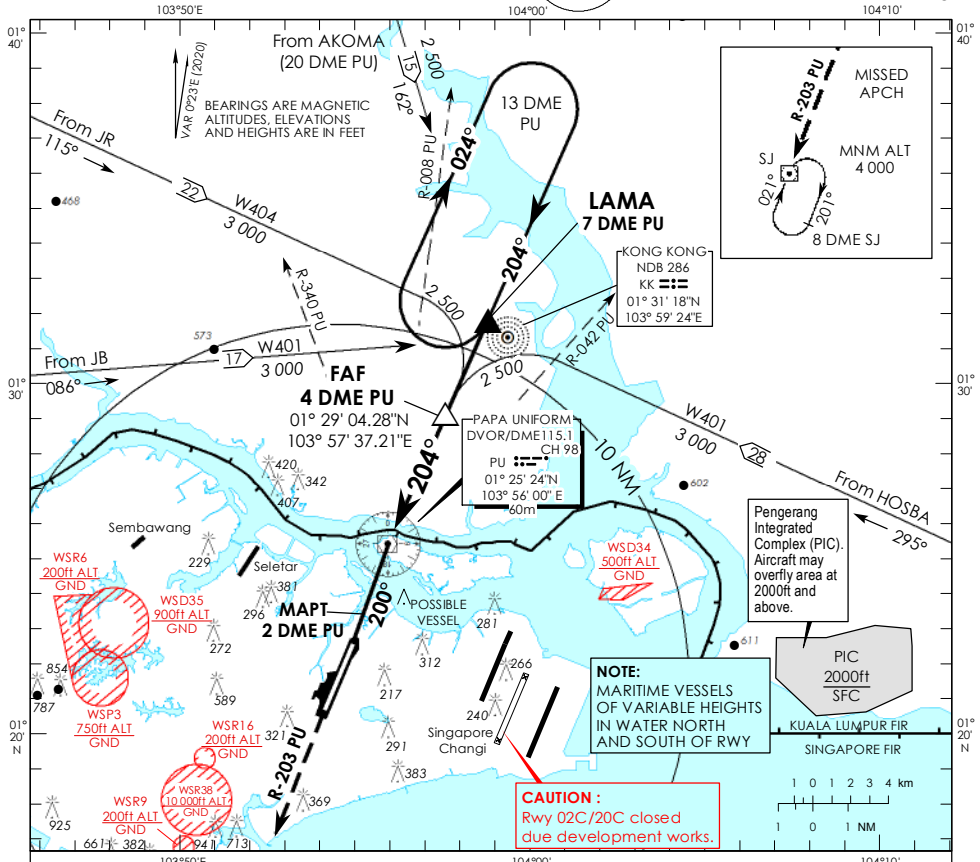 103°50'E
104°00'
104°10'
01°
40'
01°
40'
From AKOMA
(20 DME PU)
2 500
15
162°
VAR 0°23'E (2020)
BEARINGS ARE MAGNETIC
ALTITUDES, ELEVATIONS
AND HEIGHTS ARE IN FEET
13 DME
PU
R-203 PU
MISSED
APCH
MNM ALT
4 000
SJ
021°
201°
8 DME SJ
From JR
115°
22
W404
3 000
468
R-008 PU
024°
204°
LAMA
7 DME PU
KONG KONG
NDB 286
KK
01° 31' 18"N
103° 59' 24"E
R-340 PU
2 500
573
W401
17
3 000
From JB
086°
R-042 PU
2 500
01°
30'
01°
30'
FAF
4 DME PU
01° 29' 04.28"N
103° 57' 37.21"E
W401
3 000
28
From HOSBA
295°
PAPA UNIFORM
DVOR/DME115.1
CH 98
PU
01° 25' 24"N
103° 56' 00" E
60m
204°
10 NM
602
420
342
407
Sembawang
229
Seletar
WSR6
200ft ALT
GND
WSD35
900ft ALT
GND
WSD34
500ft ALT
GND
Pengerang
Integrated
Complex (PIC).
Aircraft may
overfly area at
2000ft and
above.
381
296
MAPT
2 DME PU
200°
POSSIBLE
VESSEL
281
272
312
611
854
787
WSP3
750ft ALT
GND
589
217
266
240
PIC
2000ft
SFC
NOTE:
MARITIME VESSELS
OF VARIABLE HEIGHTS
IN WATER NORTH
AND SOUTH OF RWY
KUALA LUMPUR FIR
SINGAPORE FIR
01°
20'
N
01°
20'
N
WSR16
200ft ALT
GND
321
291
Singapore
Changi
383
R-203 PU
369
WSR38
10 000ft ALT
GND
WSR9
200ft ALT
GND
925
661
382
941
713
CAUTION :
Rwy 02C/20C closed
due development works.
1 0 1 2 3 4 km
1 0 1 NM
103°50'E
104°00'
104°10'